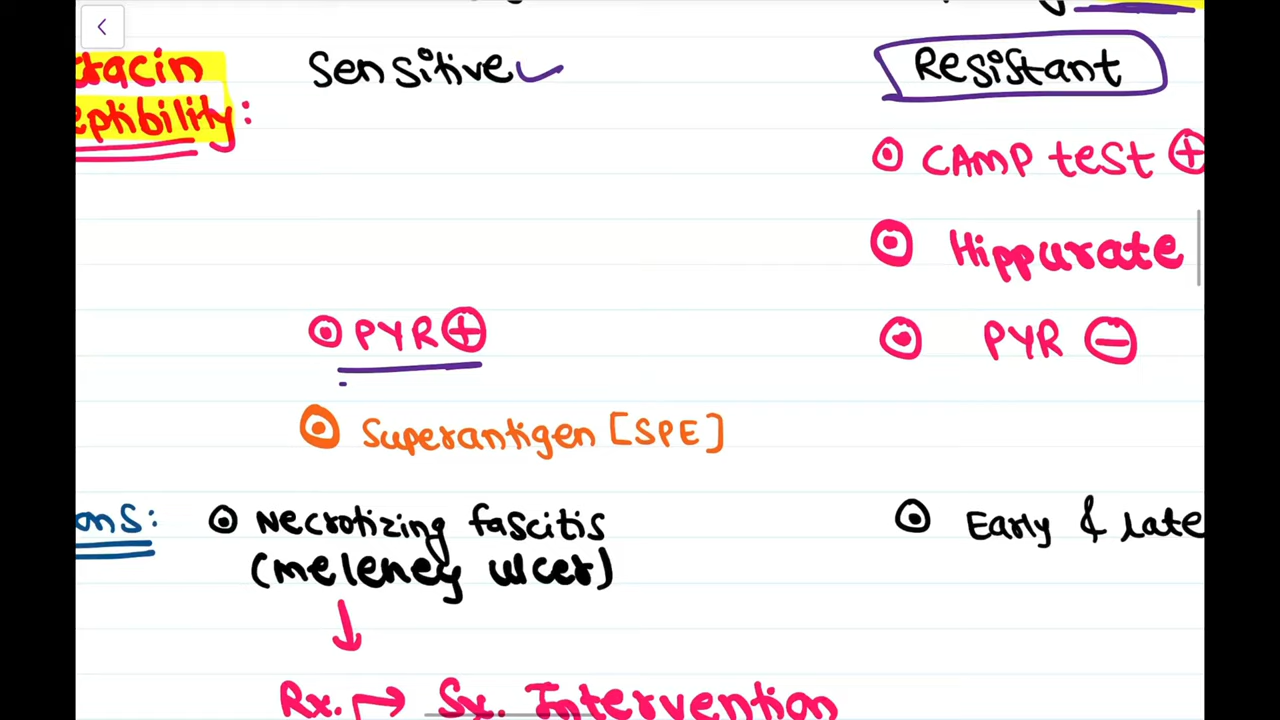 tracin Sensitive Resistant
eptibility:
CAMP test ⊕
Hippurate
PYR ⊕ PYR ⊖
Superantigen [SPE]
ons: Necrotizing fascitis Early & late
(meleney ulcer)
↓
Rx. → Sx. Intervention